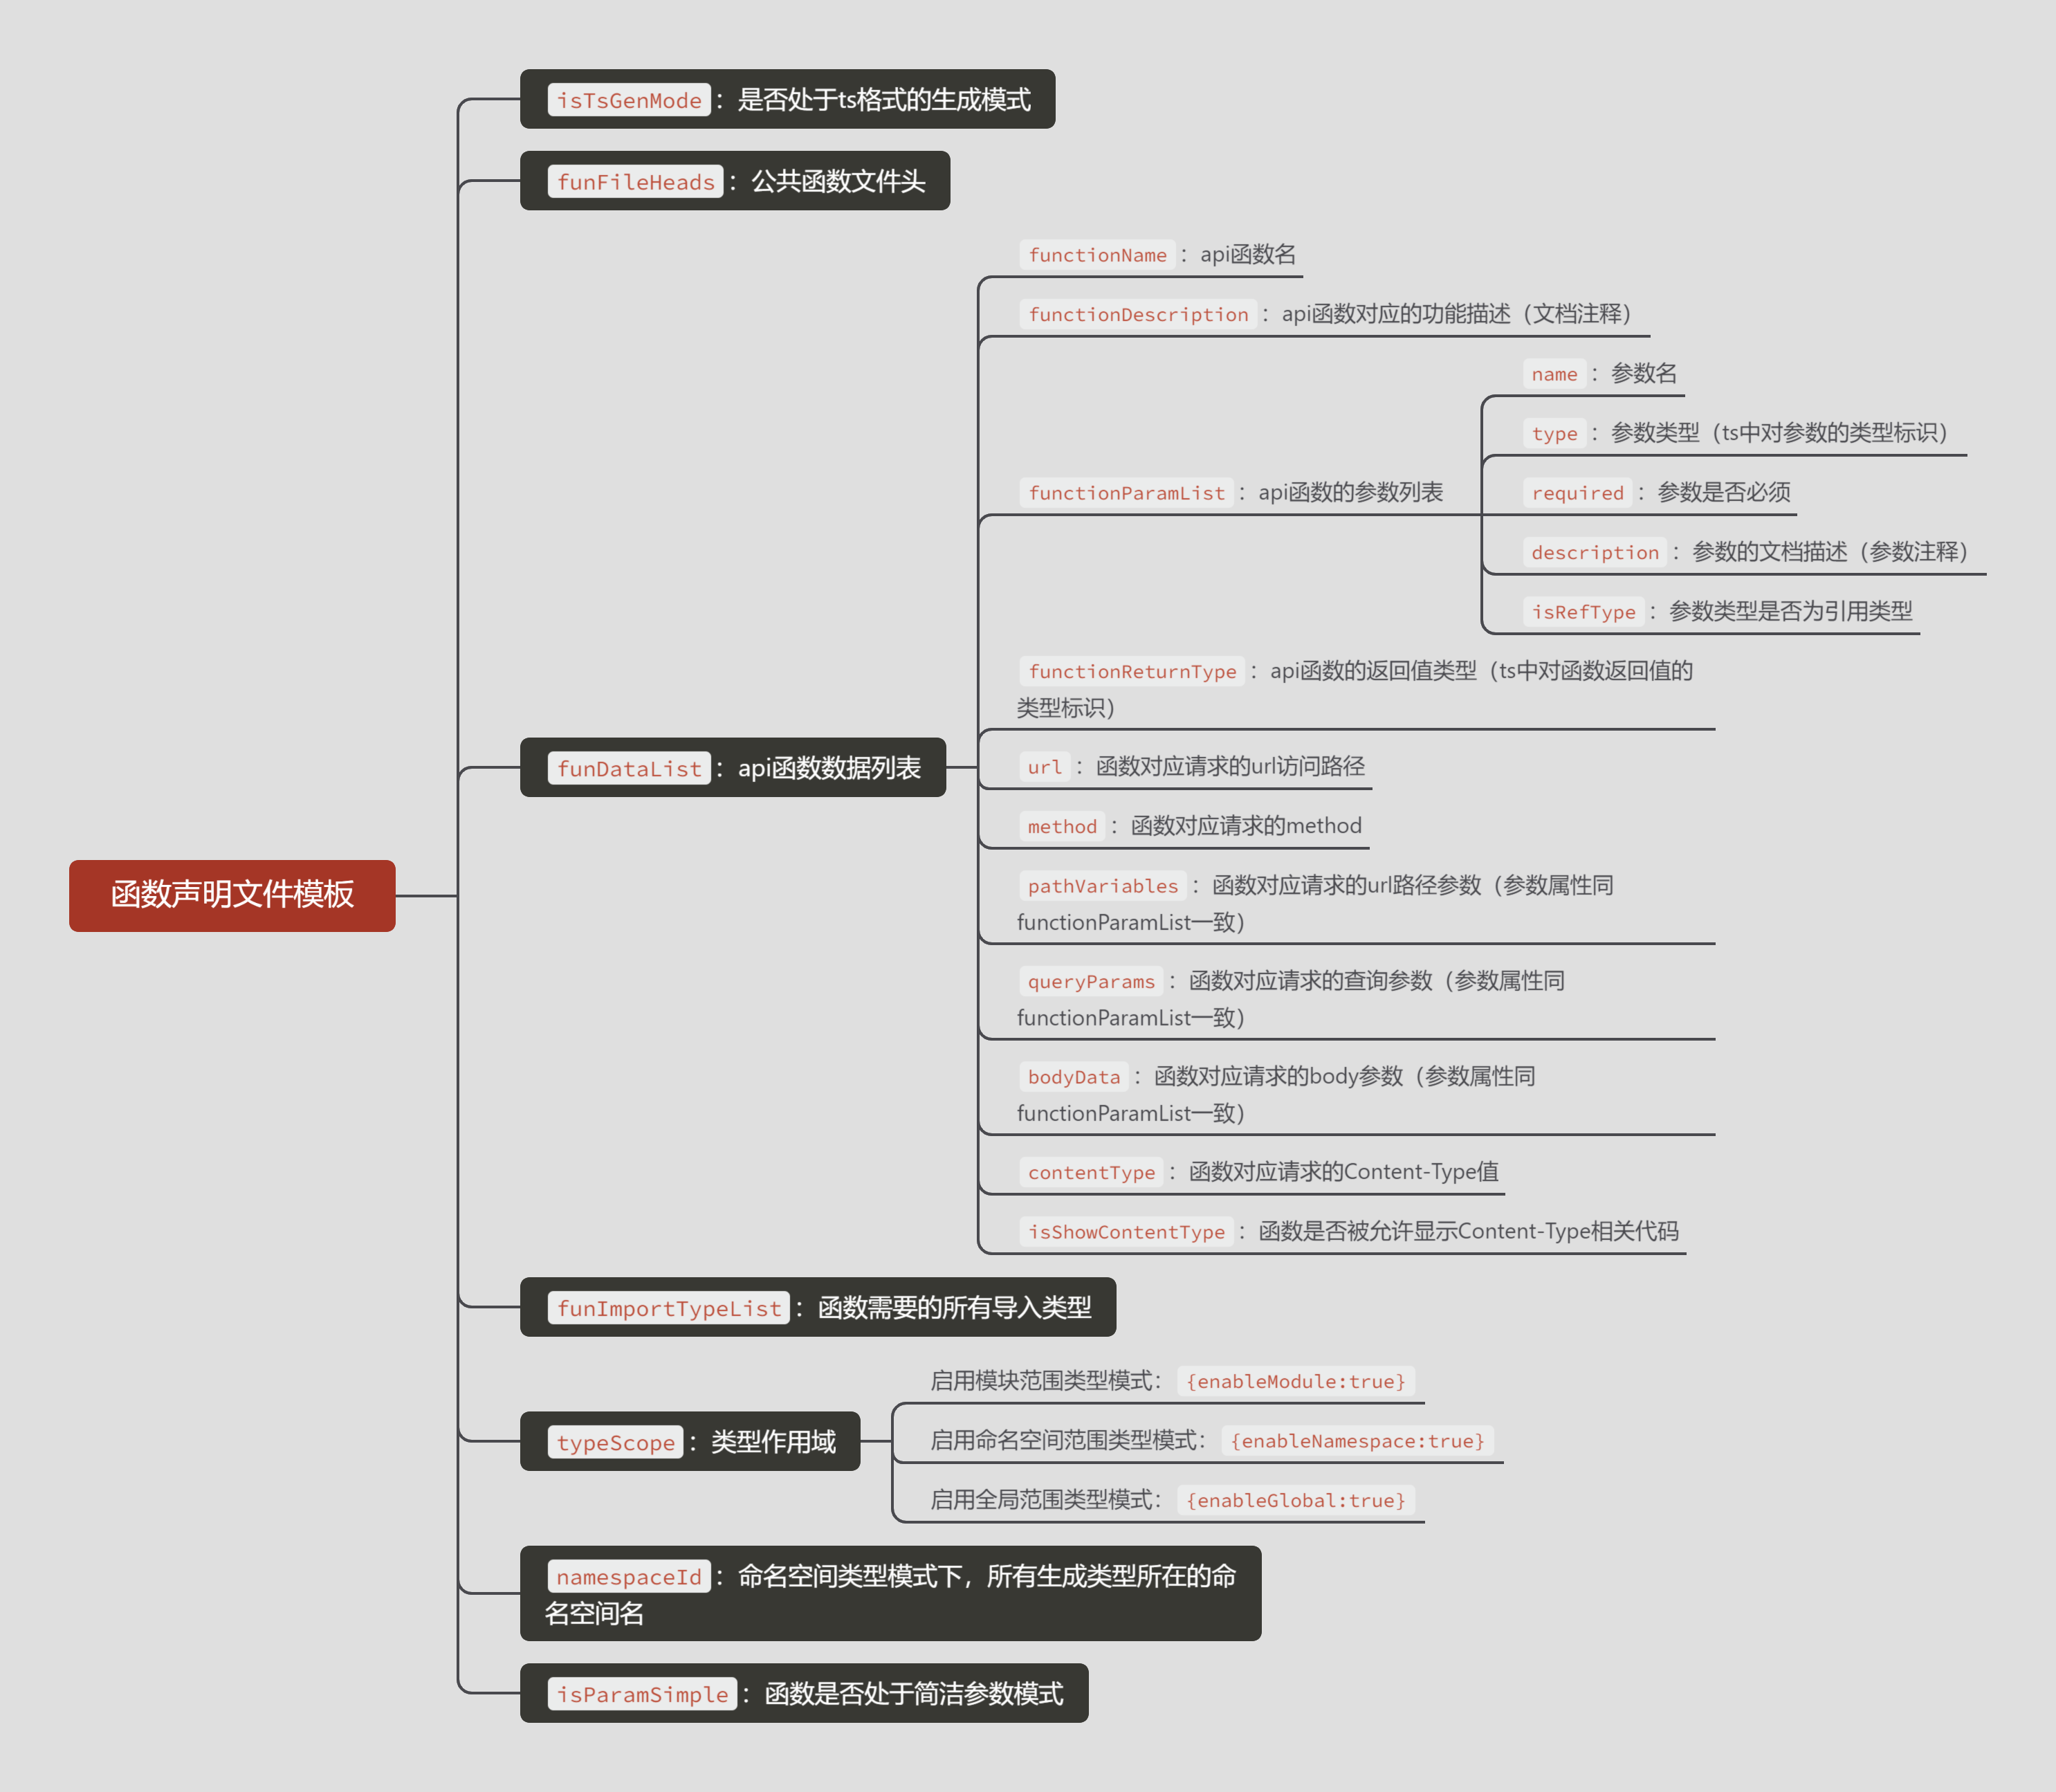 isTsGenMode：是否处于ts格式的生成模式
funFileHeads：公共函数文件头
functionName：api函数名
functionDescription：api函数对应的功能描述（文档注释）
name：参数名
type：参数类型（ts中对参数的类型标识）
functionParamList：api函数的参数列表
required：参数是否必须
description：参数的文档描述（参数注释）
isRefType：参数类型是否为引用类型
functionReturnType：api函数的返回值类型（ts中对函数返回值的
类型标识）
funDataList：api函数数据列表
url：函数对应请求的url访问路径
method：函数对应请求的method
函数声明文件模板
pathVariables：函数对应请求的url路径参数（参数属性同
functionParamList一致）
queryParams：函数对应请求的查询参数（参数属性同
functionParamList一致）
bodyData：函数对应请求的body参数（参数属性同
functionParamList一致）
contentType：函数对应请求的Content-Type值
isShowContentType：函数是否被允许显示Content-Type相关代码
funImportTypeList：函数需要的所有导入类型
typeScope：类型作用域
启用模块范围类型模式：{enableModule:true}
启用命名空间范围类型模式：{enableNamespace:true}
启用全局范围类型模式：{enableGlobal:true}
namespaceId：命名空间类型模式下，所有生成类型所在的命
名空间名
isParamSimple：函数是否处于简洁参数模式